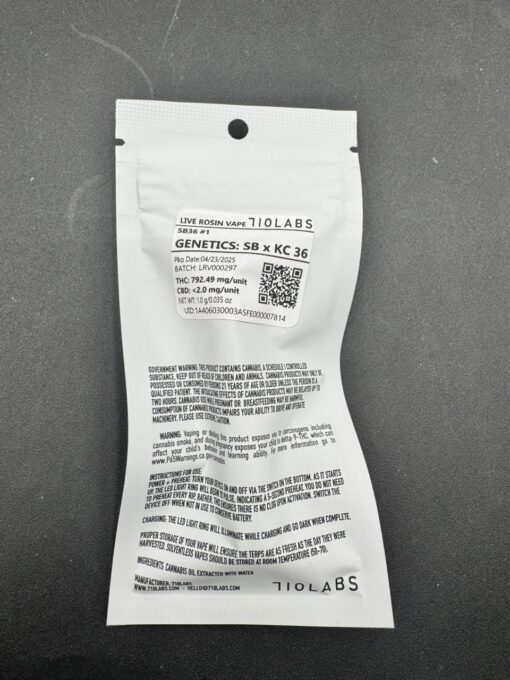 LIVE ROSIN VAPE 710LABS
SB36 #1
GENETICS: SB x KC 36
Pkg Date:04/23/2025
BATCH: LRV000297
THC: 792.49 mg/unit
CBD: <2.0 mg/unit
NET WT: 1.0 g/0.035 oz
UID:1A406030003A5FE000007814
GOVERNMENT WARNING: THIS PRODUCT CONTAINS CANNABIS, A SCHEDULE I CONTROLLED
SUBSTANCE. KEEP OUT OF REACH OF CHILDREN AND ANIMALS. CANNABIS PRODUCTS MAY ONLY BE
POSSESSED OR CONSUMED BY PERSONS 21 YEARS OF AGE OR OLDER UNLESS THE PERSON IS A
QUALIFIED PATIENT. THE INTOXICATING EFFECTS OF CANNABIS PRODUCTS MAY BE DELAYED UP TO
TWO HOURS. CANNABIS USE WHILE PREGNANT OR BREASTFEEDING MAY BE HARMFUL.
CONSUMPTION OF CANNABIS PRODUCTS IMPAIRS YOUR ABILITY TO DRIVE AND OPERATE
MACHINERY. PLEASE USE EXTREME CAUTION.
WARNING: Vaping or dabbing this product exposes you to carcinogens including
cannabis smoke, and during pregnancy exposes your child to delta-9-THC, which can
affect your child's behavior and learning ability. For more information go to
www.P65Warnings.ca.gov/cannabis
INSTRUCTIONS FOR USE:
POWER + PREHEAT: TURN YOUR DEVICE ON AND OFF VIA THE SWITCH ON THE BOTTOM. AS IT STARTS
UP, THE LED LIGHT RING WILL BEGIN TO PULSE, INDICATING A 5-SECOND PREHEAT. YOU DO NOT NEED
TO PREHEAT EVERY RIP. RATHER, THIS ENSURES THERE IS NO CLOG UPON ACTIVATION. SWITCH THE
DEVICE OFF WHEN NOT IN USE TO CONSERVE BATTERY.
CHARGING: THE LED LIGHT RING WILL ILLUMINATE WHILE CHARGING AND GO DARK WHEN COMPLETE.
PROPER STORAGE OF YOUR VAPE WILL ENSURE THE TERPS ARE AS FRESH AS THE DAY THEY WERE
HARVESTED. SOLVENTLESS VAPES SHOULD BE STORED AT ROOM TEMPERATURE (68-70).
INGREDIENTS: CANNABIS OIL EXTRACTED WITH WATER
MANUFACTURER: 710LABS
WWW.710LABS.COM - HELLO@710LABS.COM
710LABS